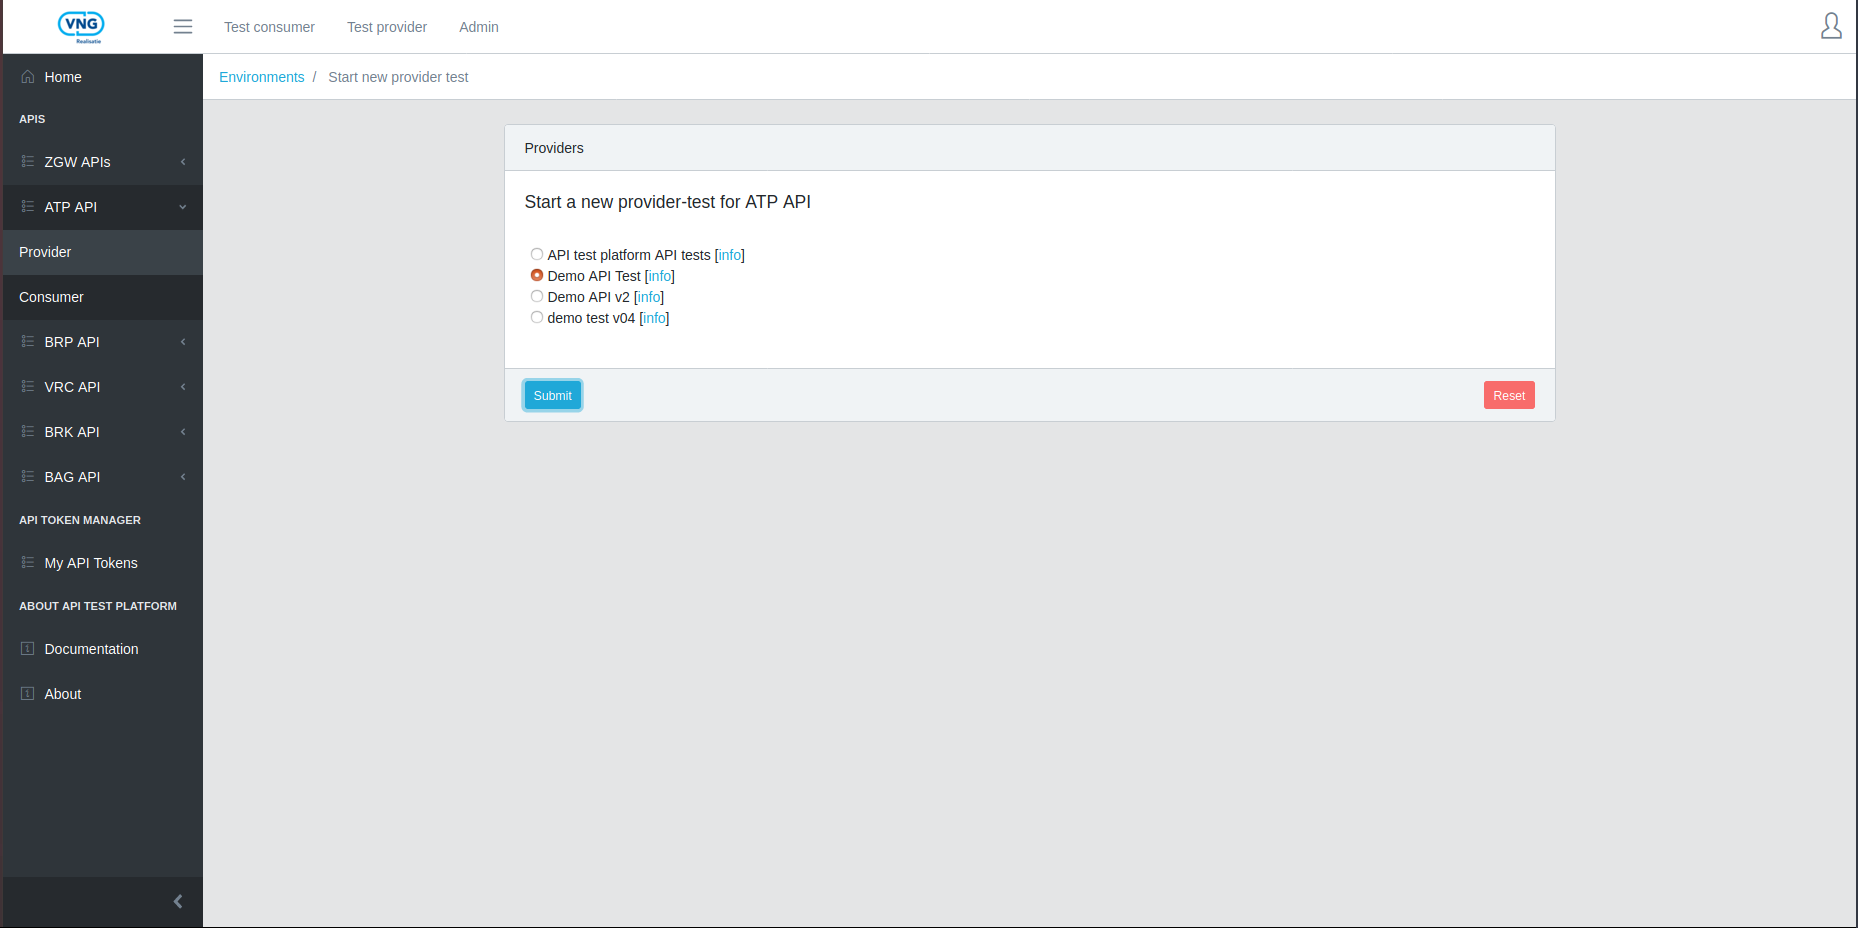 VNG
Realisatie
Test consumer
Test provider
Admin
Environments / Start new provider test
Home
APIS
ZGW APIs
ATP API
Provider
Consumer
BRP API
VRC API
BRK API
BAG API
API TOKEN MANAGER
My API Tokens
ABOUT API TEST PLATFORM
Documentation
About
Providers
Start a new provider-test for ATP API
API test platform API tests [info]
Demo API Test [info]
Demo API v2 [info]
demo test v04 [info]
Submit
Reset